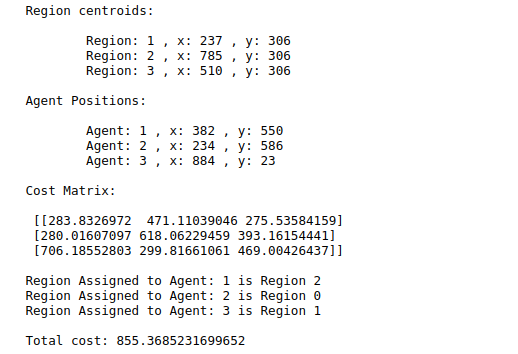 Region centroids:
Region: 1 , x: 237 , y: 306
Region: 2 , x: 785 , y: 306
Region: 3 , x: 510 , y: 306
Agent Positions:
Agent: 1 , x: 382 , y: 550
Agent: 2 , x: 234 , y: 586
Agent: 3 , x: 884 , y: 23
Cost Matrix:
[[283.8326972  471.11039046 275.53584159]
[280.01607097 618.06229459 393.16154441]
[706.18552803 299.81661061 469.00426437]]
Region Assigned to Agent: 1 is Region 2
Region Assigned to Agent: 2 is Region 0
Region Assigned to Agent: 3 is Region 1
Total cost: 855.3685231699652